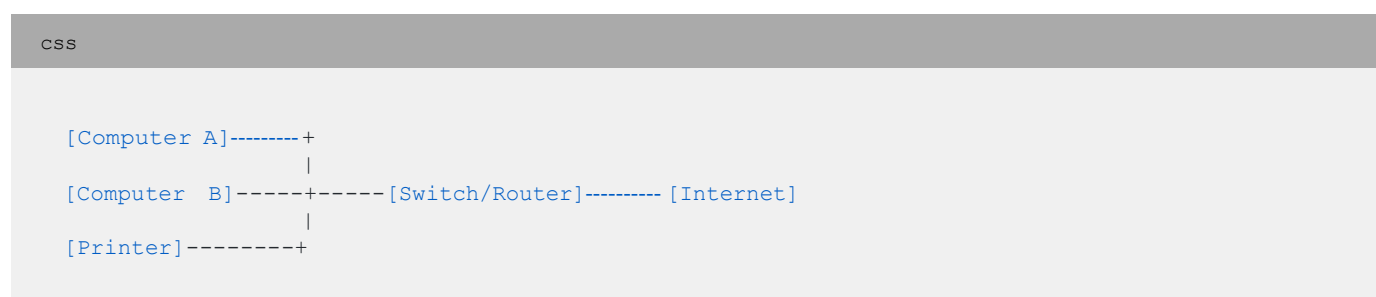 css
[Computer A]---------+
|
[Computer  B]-----+-----[Switch/Router]----------[Internet]
|
[Printer]--------+